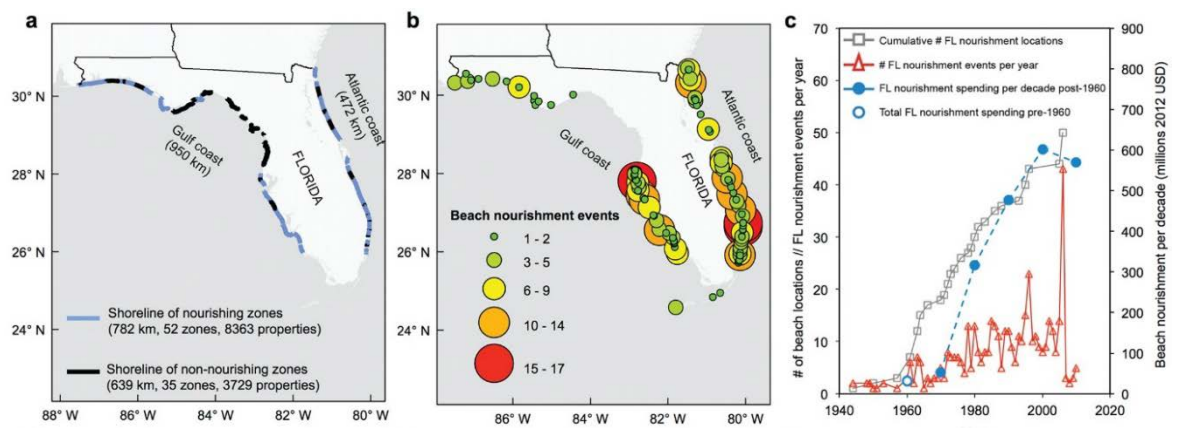 a
30° N
28° N
26° N
24° N
88° W
86° W
84° W
82° W
80° W
Gulf coast
(950 km)
FLORIDA
Atlantic coast
(472 km)
Shoreline of nourishing zones
(782 km, 52 zones, 8363 properties)
Shoreline of non-nourishing zones
(639 km, 35 zones, 3729 properties)
b
30° N
28° N
26° N
24° N
86° W
84° W
82° W
80° W
Gulf coast
FLORIDA
Atlantic coast
Beach nourishment events
1 - 2
3 - 5
6 - 9
10 - 14
15 - 17
c
# of beach locations // FL nourishment events per year
70
60
50
40
30
20
10
0
Cumulative # FL nourishment locations
# FL nourishment events per year
FL nourishment spending per decade post-1960
Total FL nourishment spending pre-1960
900
800
700
600
500
400
300
200
100
0
Beach nourishment per decade (millions 2012 USD)
1940
1960
1980
2000
2020